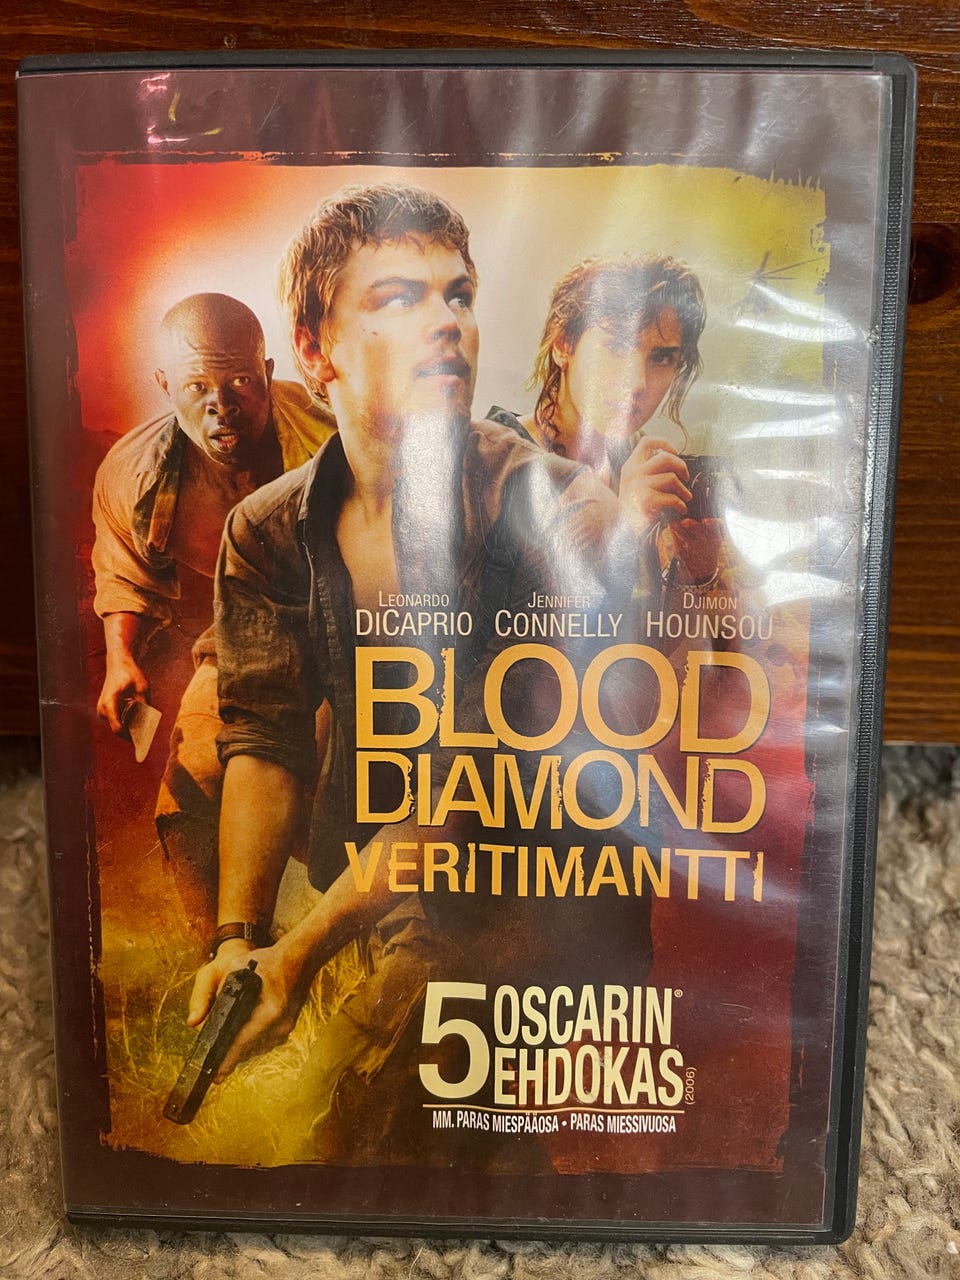 LEONARDO JENNIFER DJIMON
DICAPRIO CONNELLY HOUNSOU
BLOOD
DIAMOND
VERITIMANTTI
5 OSCARIN®
EHDOKAS (2006)
MM. PARAS MIESPÄÄOSA • PARAS MIESSIVUOSA